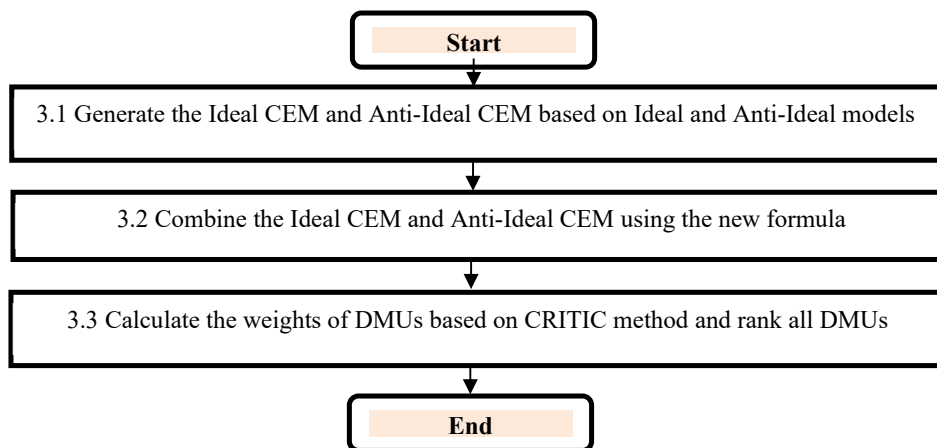 Start
3.1 Generate the Ideal CEM and Anti-Ideal CEM based on Ideal and Anti-Ideal models
3.2 Combine the Ideal CEM and Anti-Ideal CEM using the new formula
3.3 Calculate the weights of DMUs based on CRITIC method and rank all DMUs
End